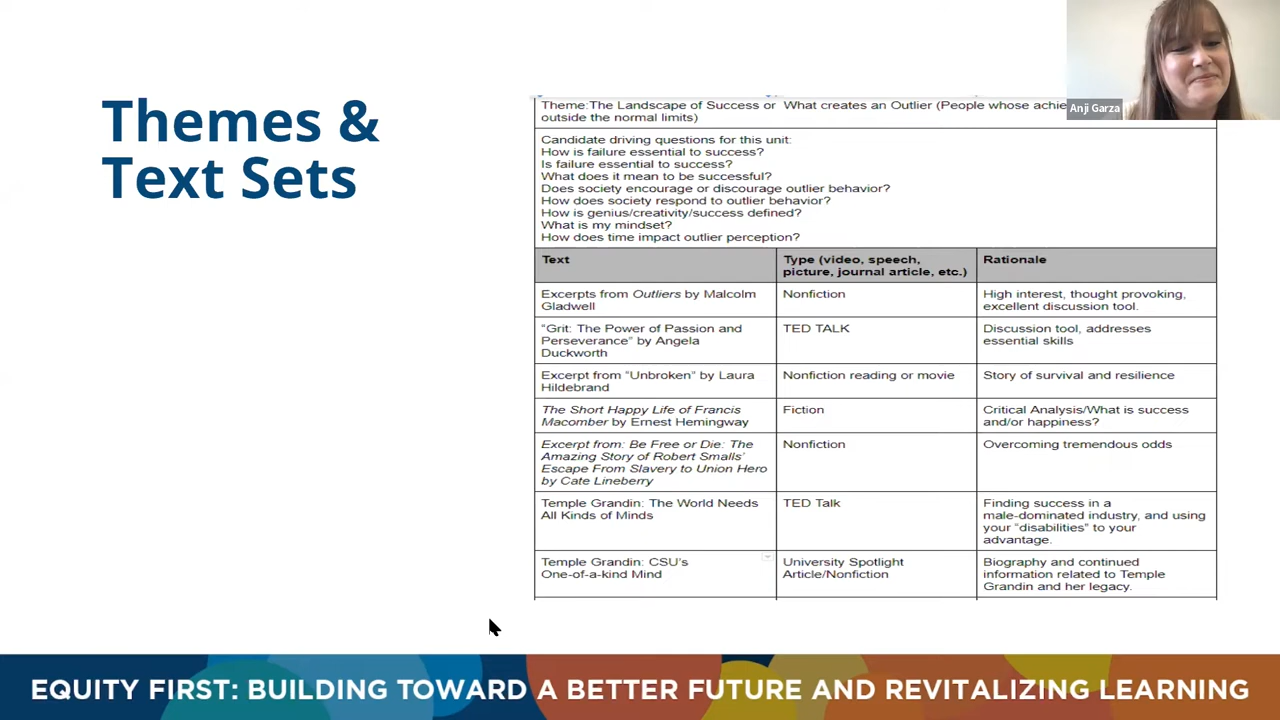 Themes &
Text Sets
Theme:The Landscape of Success or What creates an Outlier (People whose
outside the normal limits)
Candidate driving questions for this unit:
How is failure essential to success?
Is failure essential to success?
What does it mean to be successful?
Does society encourage or discourage outlier behavior?
How does society respond to outlier behavior?
How is genius/creativity/success defined?
What is my mindset?
How does time impact outlier perception?
Text
Type (video, speech,
picture, journal article, etc.)
Rationale
Excerpts from Outliers by Malcolm
Gladwell
Nonfiction
High interest, thought provoking,
excellent discussion tool.
“Grit: The Power of Passion and
Perseverance” by Angela
Duckworth
TED TALK
Discussion tool, addresses
essential skills
Excerpt from “Unbroken” by Laura
Hildebrand
Nonfiction reading or movie
Story of survival and resilience
The Short Happy Life of Francis
Macomber by Ernest Hemingway
Fiction
Critical Analysis/What is success
and/or happiness?
Excerpt from: Be Free or Die: The
Amazing Story of Robert Smalls’
Escape From Slavery to Union Hero
by Cate Lineberry
Nonfiction
Overcoming tremendous odds
Temple Grandin: The World Needs
All Kinds of Minds
TED Talk
Finding success in a
male-dominated industry, and using
your “disabilities” to your
advantage.
Temple Grandin: CSU’s
One-of-a-kind Mind
University Spotlight
Article/Nonfiction
Biography and continued
information related to Temple
Grandin and her legacy.
Anji Garza
EQUITY FIRST: BUILDING TOWARD A BETTER FUTURE AND REVITALIZING LEARNING